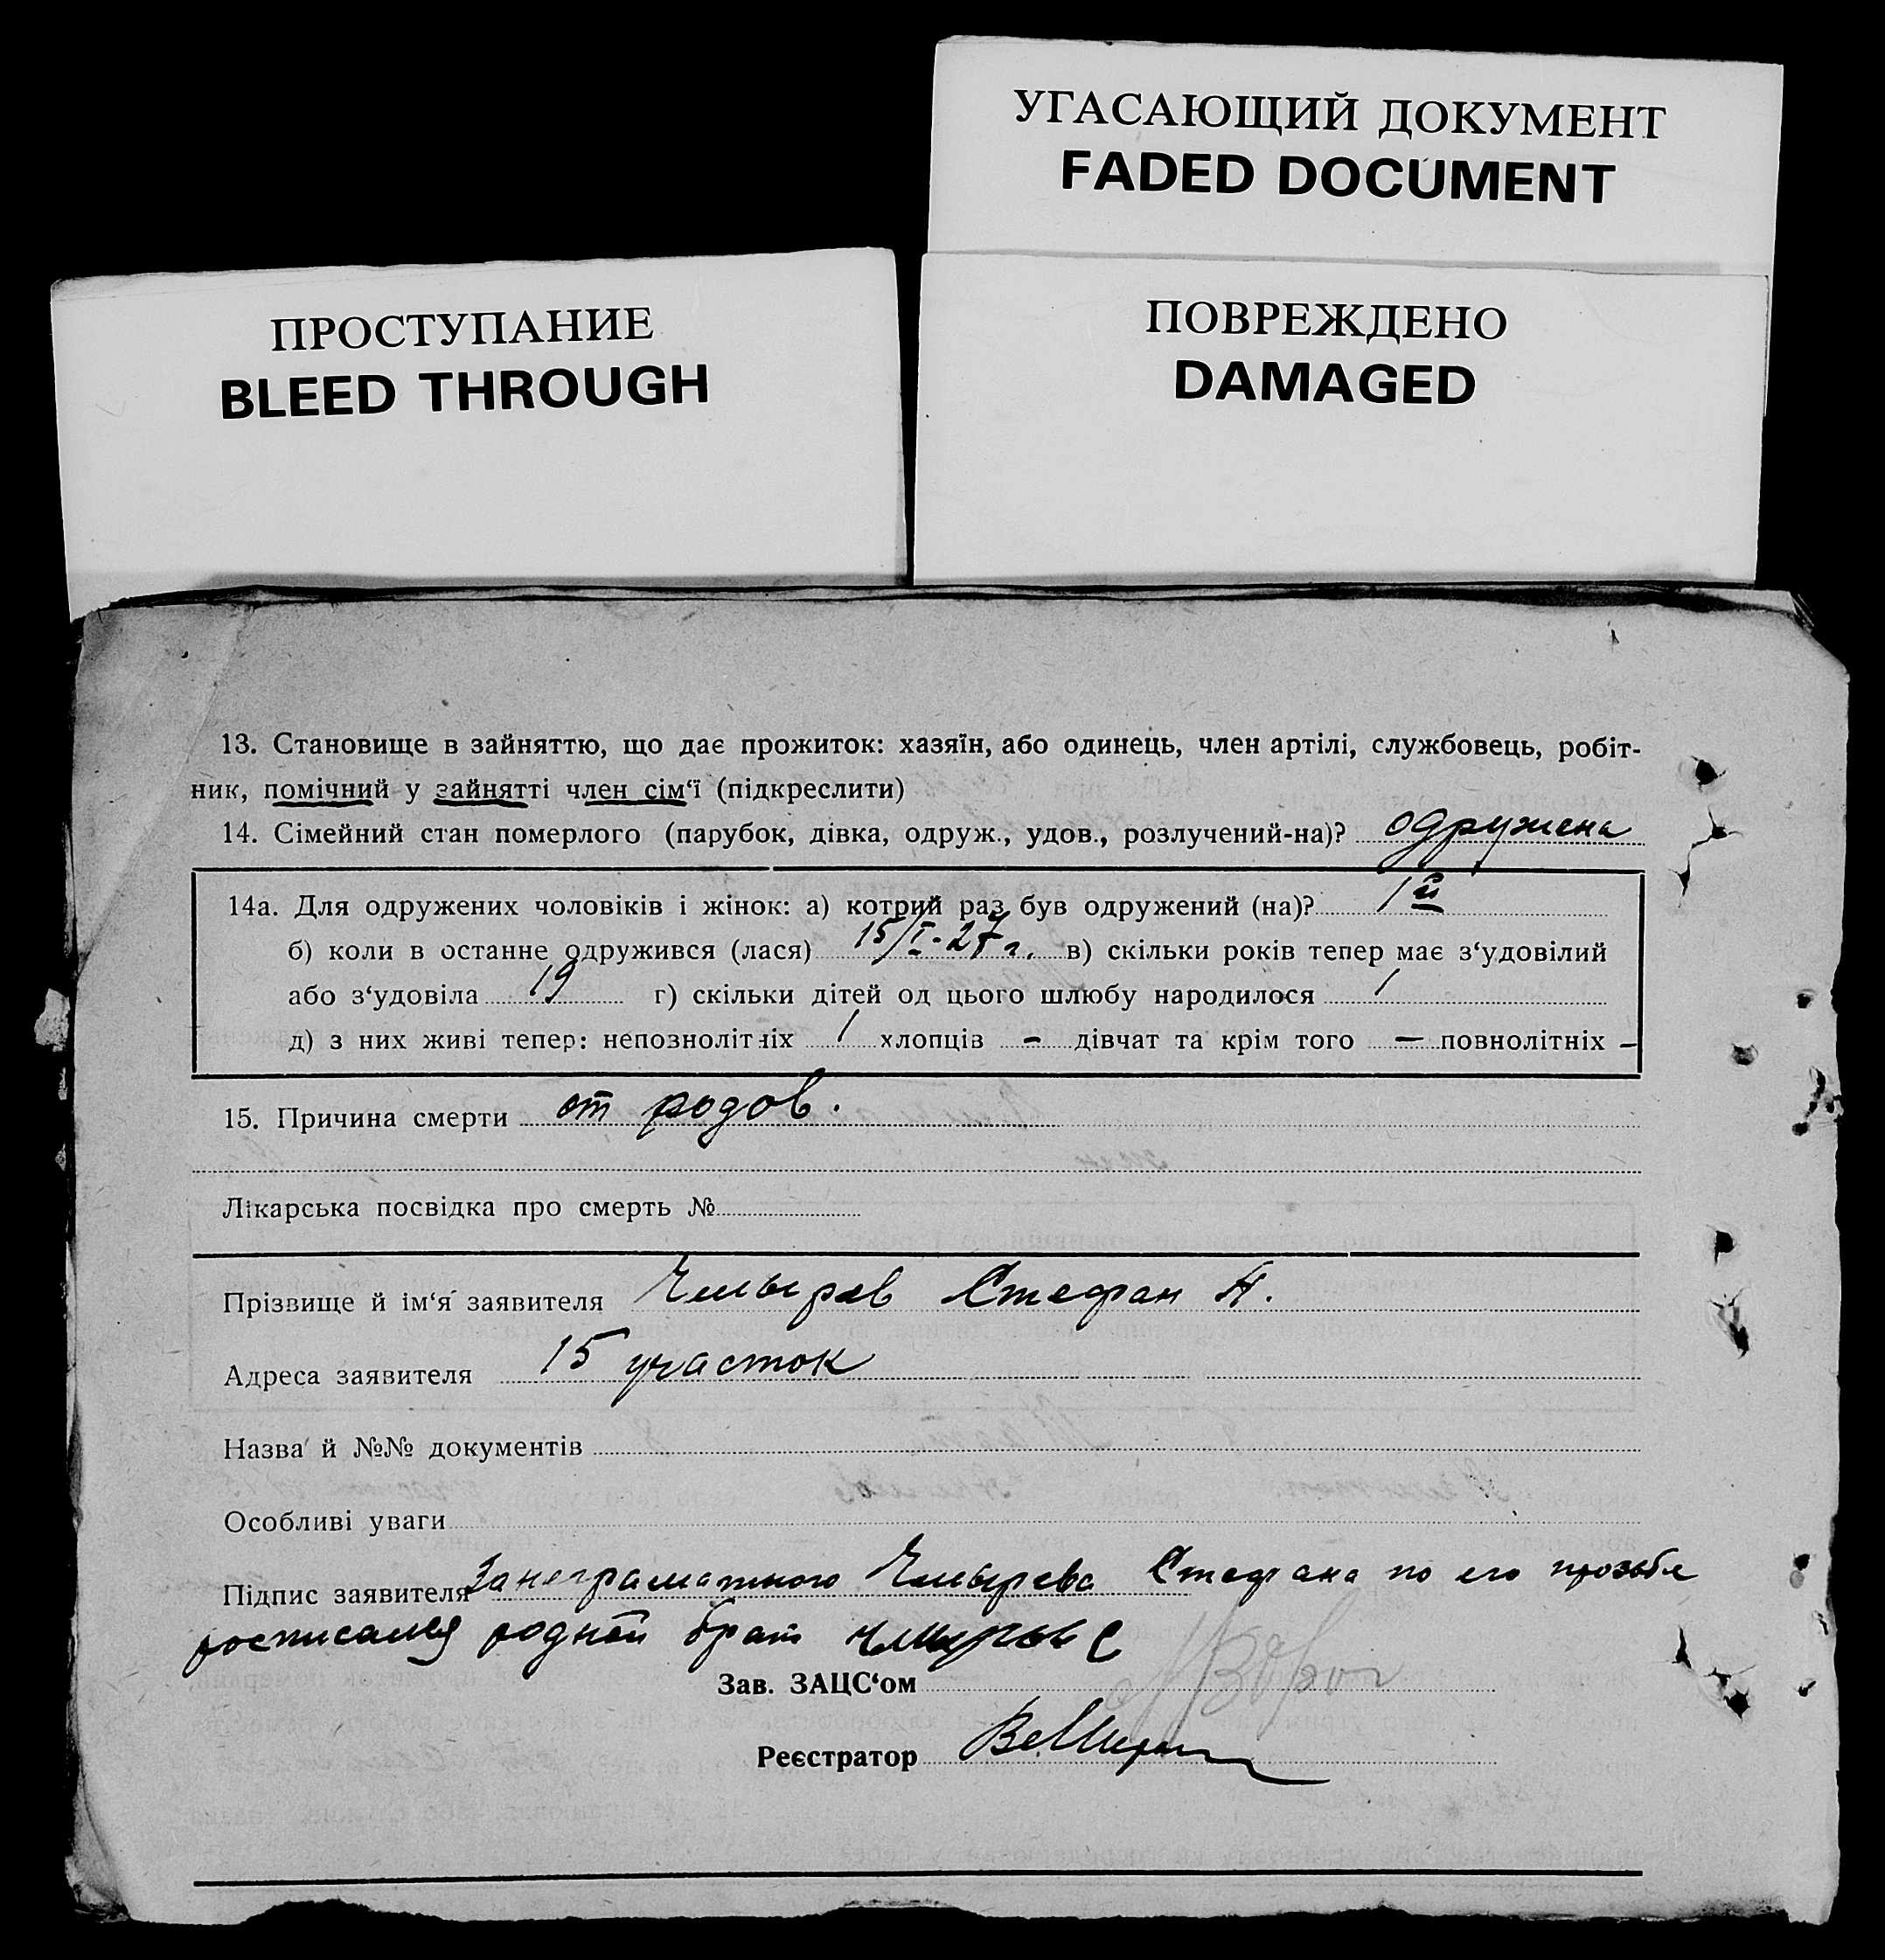 УГАСАЮЩИЙ ДОКУМЕНТ
FADED DOCUMENT
ПРОСТУПАНИЕ
BLEED THROUGH
ПОВРЕЖДЕНО
DAMAGED
13. Становище в зайняттю, що дає прожиток: хазяїн, або одинець, член артілі, службовець, робіт-
ник, помічний у зайнятті член сім‘ї (підкреслити)
14. Сімейний стан померлого (парубок, дівка, одруж., удов., розлучений-на)? одружена
14а. Для одружених чоловіків і жінок: а) котрий раз був одружений (на)? 1й
б) коли в останне одружився (лася) 15/I-27 г. в) скільки років тепер має з‘удовілий
або з‘удовіла 19 г) скільки дітей од цього шлюбу народилося 1
д) з них живі тепер: непозноліт іх 1 хлопців - дівчат та крім того — повнолітніх -
15. Причина смерти от родов.
Лікарська посвідка про смерть №
Прізвище й ім‘я заявителя Стефан Н.
Адреса заявителя 15 участок
Назва й №№ документів
Особливі уваги
Підпис заявителя За неграматного Стефана по его прозьбе
росписался родной брат
Зав. ЗАЦС‘ом
Реєстратор